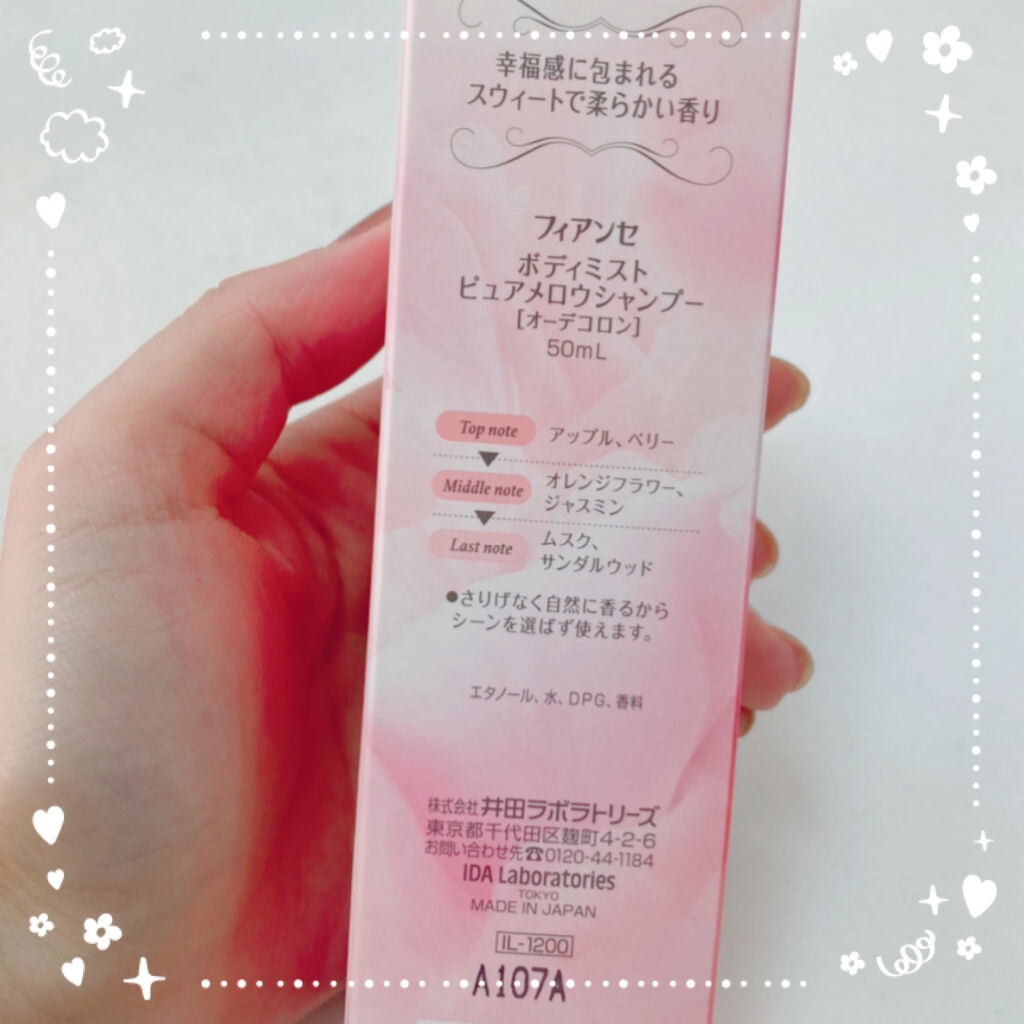 幸福感に包まれる
スウィートで柔らかい香り
フィアンセ
ボディミスト
ピュアメロウシャンプー
[オーデコロン]
50mL
Top note アップル、ベリー
Middle note オレンジフラワー、
ジャスミン
Last note ムスク、
サンダルウッド
●さりげなく自然に香るから
シーンを選ばず使えます。
エタノール、水、DPG、香料
株式会社 井田ラボラトリーズ
東京都千代田区麹町4-2-6
お問い合わせ先☎0120-44-1184
IDA Laboratories
TOKYO
MADE IN JAPAN
IL-1200
A107A